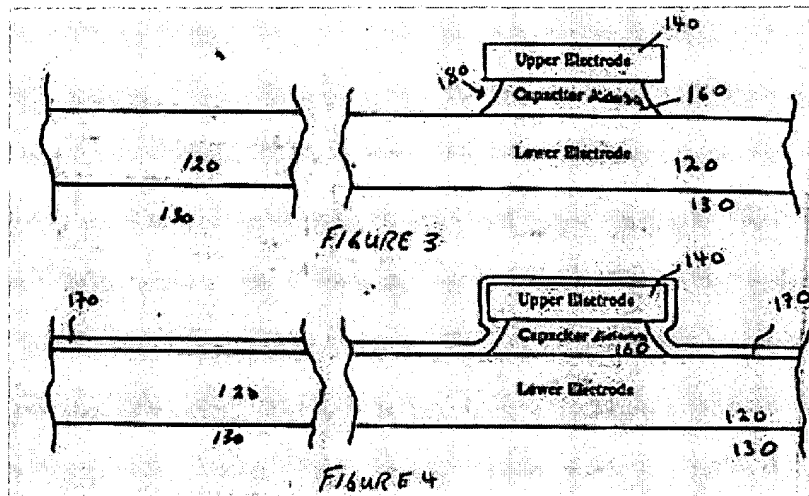 140
Upper Electrode
180
Capacitor
160
120
Lower Electrode
120
130
130
FIGURE 3
140
170
Upper Electrode
170
Capacitor
160
120
Lower Electrode
120
130
130
FIGURE 4